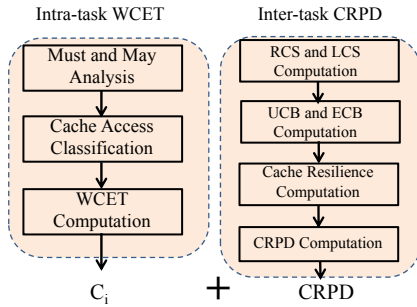 Intra-task WCET
Must and May
Analysis
Cache Access
Classification
WCET
Computation
C_i
+
Inter-task CRPD
RCS and LCS
Computation
UCB and ECB
Computation
Cache Resilience
Computation
CRPD Computation
CRPD